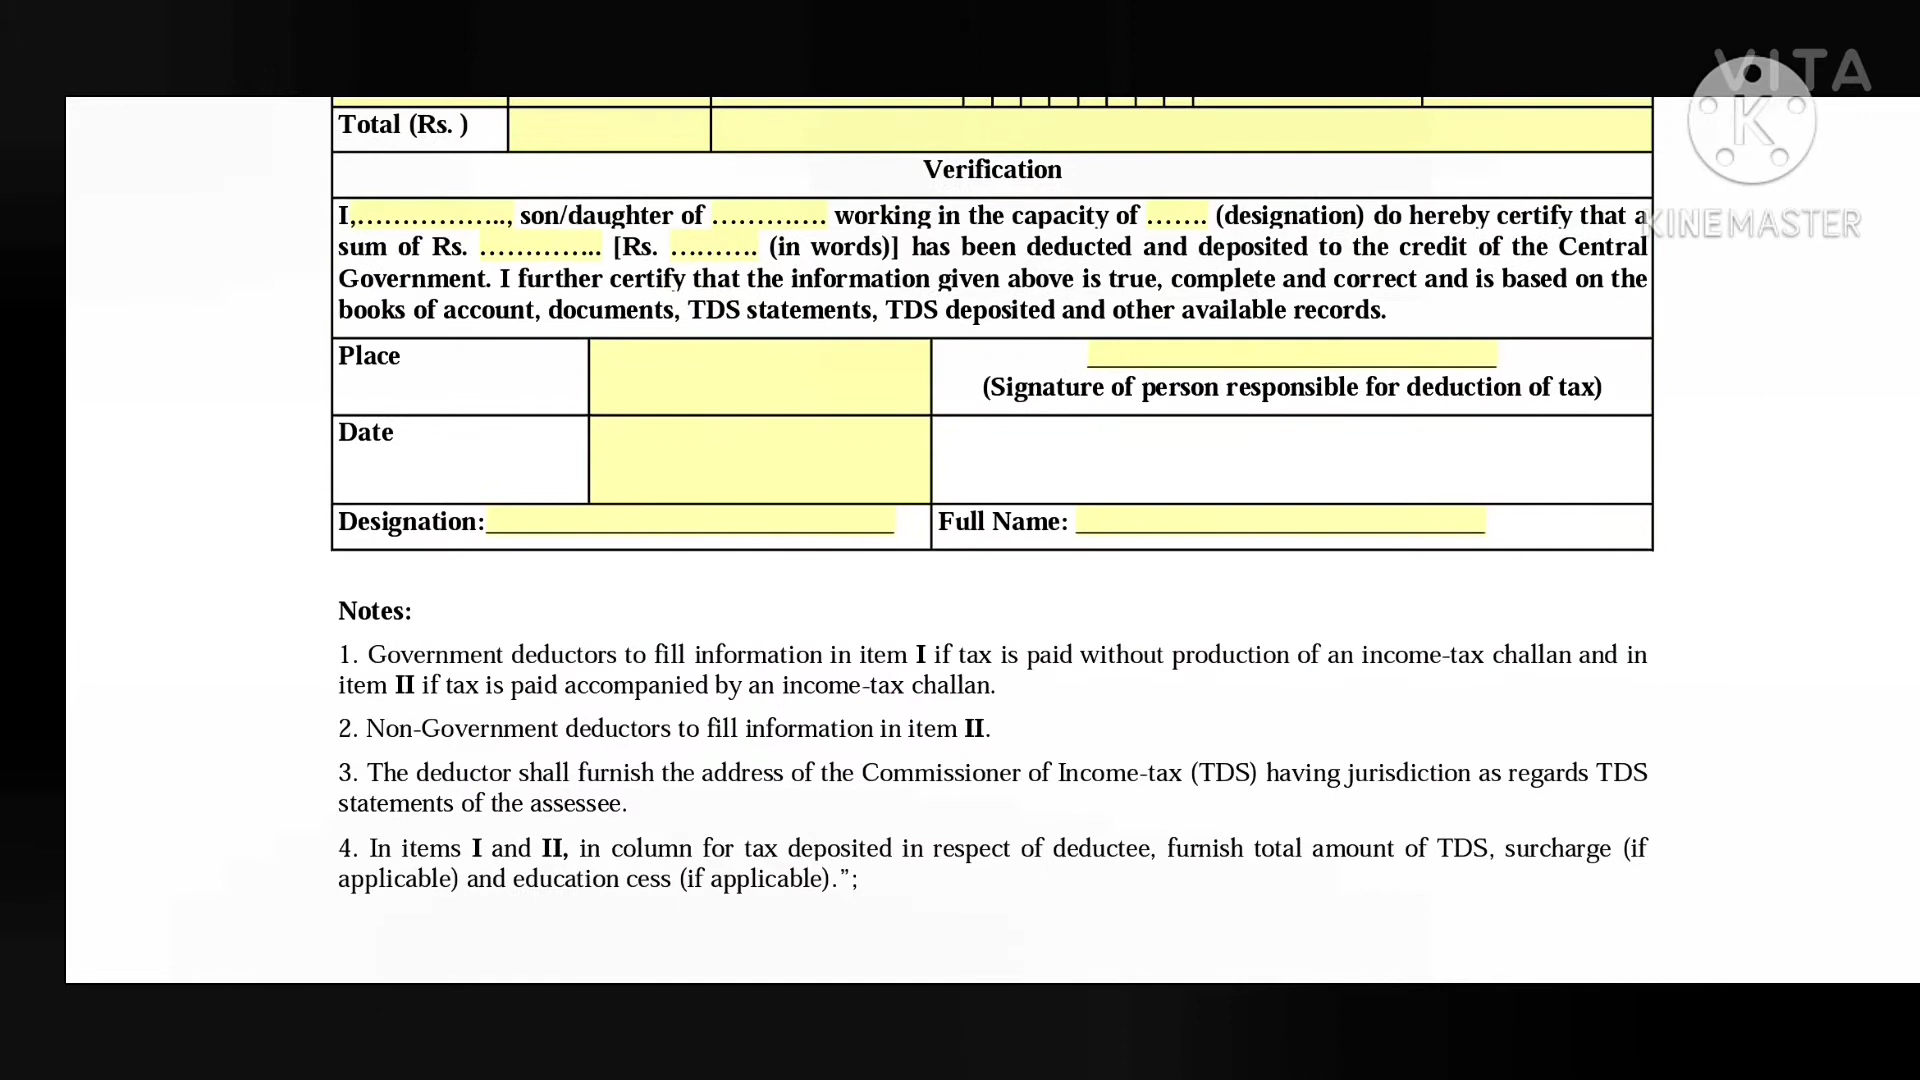 VITA
K
KINEMASTER
Total (Rs. )
Verification
I,…………….., son/daughter of …………. working in the capacity of ……. (designation) do hereby certify that a
sum of Rs. ………….. [Rs. ………. (in words)] has been deducted and deposited to the credit of the Central
Government. I further certify that the information given above is true, complete and correct and is based on the
books of account, documents, TDS statements, TDS deposited and other available records.
Place
(Signature of person responsible for deduction of tax)
Date
Designation:______________________________ Full Name: ______________________________
Notes:
1. Government deductors to fill information in item I if tax is paid without production of an income-tax challan and in
item II if tax is paid accompanied by an income-tax challan.
2. Non-Government deductors to fill information in item II.
3. The deductor shall furnish the address of the Commissioner of Income-tax (TDS) having jurisdiction as regards TDS
statements of the assessee.
4. In items I and II, in column for tax deposited in respect of deductee, furnish total amount of TDS, surcharge (if
applicable) and education cess (if applicable).”;